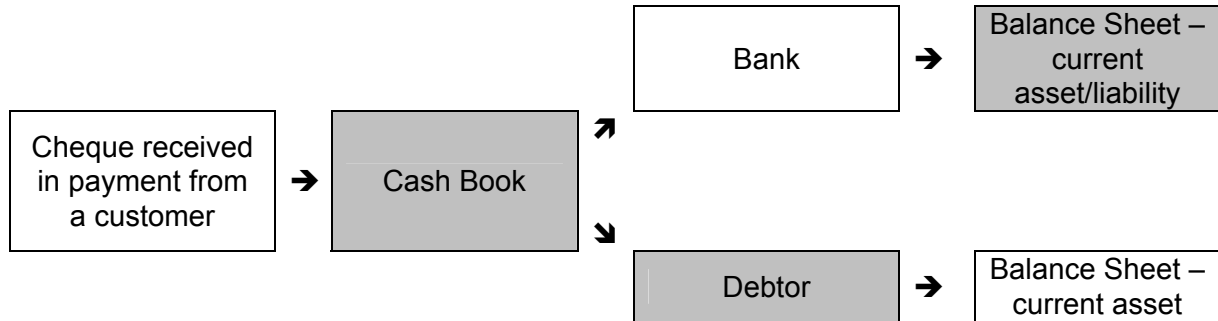 Bank
➔
Balance Sheet –
current
asset/liability
Cheque received
in payment from
a customer
➔
Cash Book
Debtor
➔
Balance Sheet –
current asset